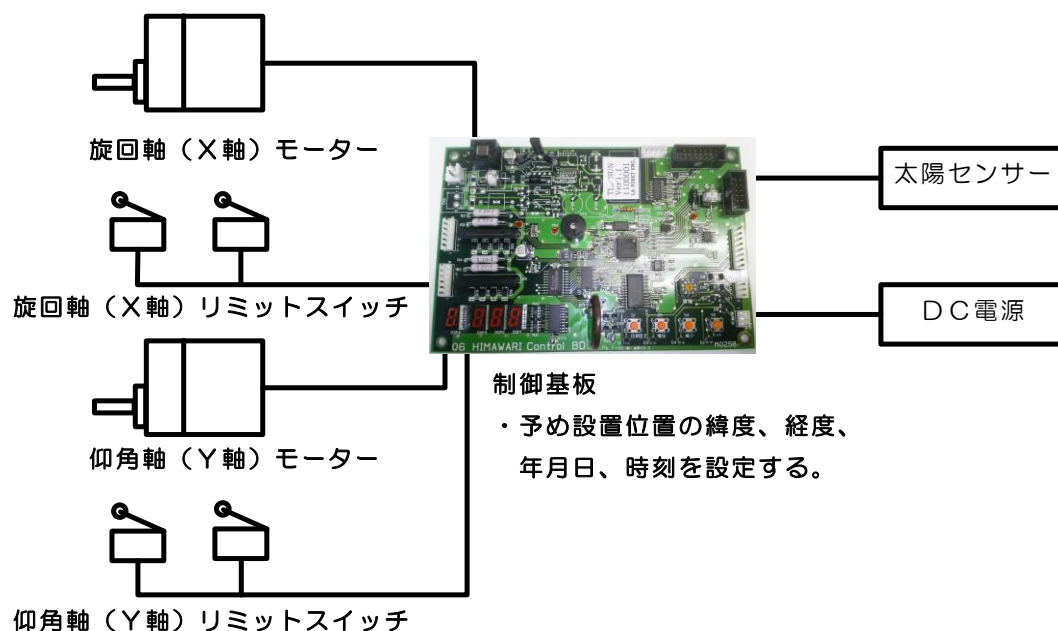 旋回軸（X軸）モーター
太陽センサー
旋回軸（X軸）リミットスイッチ
DC電源
06 HIMAWARI Control BD
制御基板
・予め設置位置の緯度、経度、
年月日、時刻を設定する。
仰角軸（Y軸）モーター
仰角軸（Y軸）リミットスイッチ